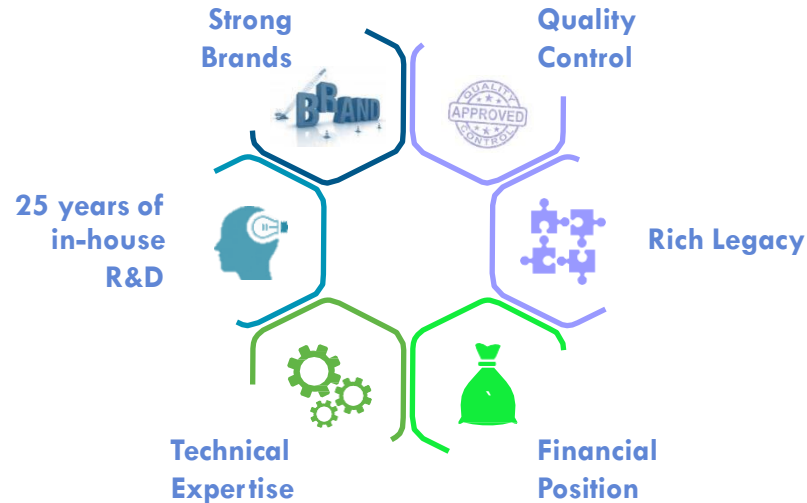 Strong
Brands
Quality
Control
BRAND
QUALITY
APPROVED
CONTROL
25 years of
in-house
R&D
Rich Legacy
Technical
Expertise
Financial
Position